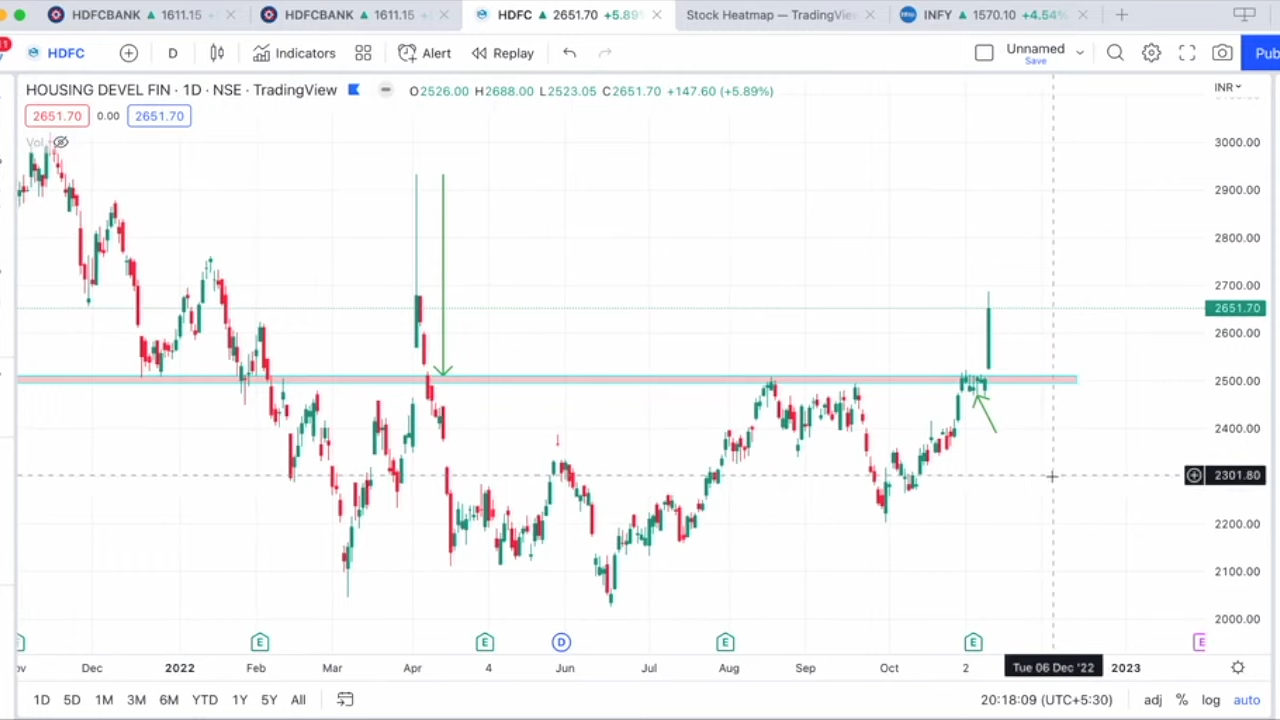 HDFCBANK ▲ 1611.15 HDFCBANK ▲ 1611.15 HDFC ▲ 2651.70 +5.89 Stock Heatmap — TradingView INFY ▲ 1570.10 +4.54%
11 HDFC D Indicators Alert Replay Unnamed Save Pub
HOUSING DEVEL FIN · 1D · NSE · TradingView O2526.00 H2688.00 L2523.05 C2651.70 +147.60 (+5.89%) INR
2651.70 0.00 2651.70
Vol
3000.00
2900.00
2800.00
2700.00
2651.70
2600.00
2500.00
2400.00
2301.80
2200.00
2100.00
2000.00
E E D E E E
Dec 2022 Feb Mar Apr 4 Jun Jul Aug Sep Oct 2 Tue 06 Dec '22 2023
1D 5D 1M 3M 6M YTD 1Y 5Y All 20:18:09 (UTC+5:30) adj % log auto